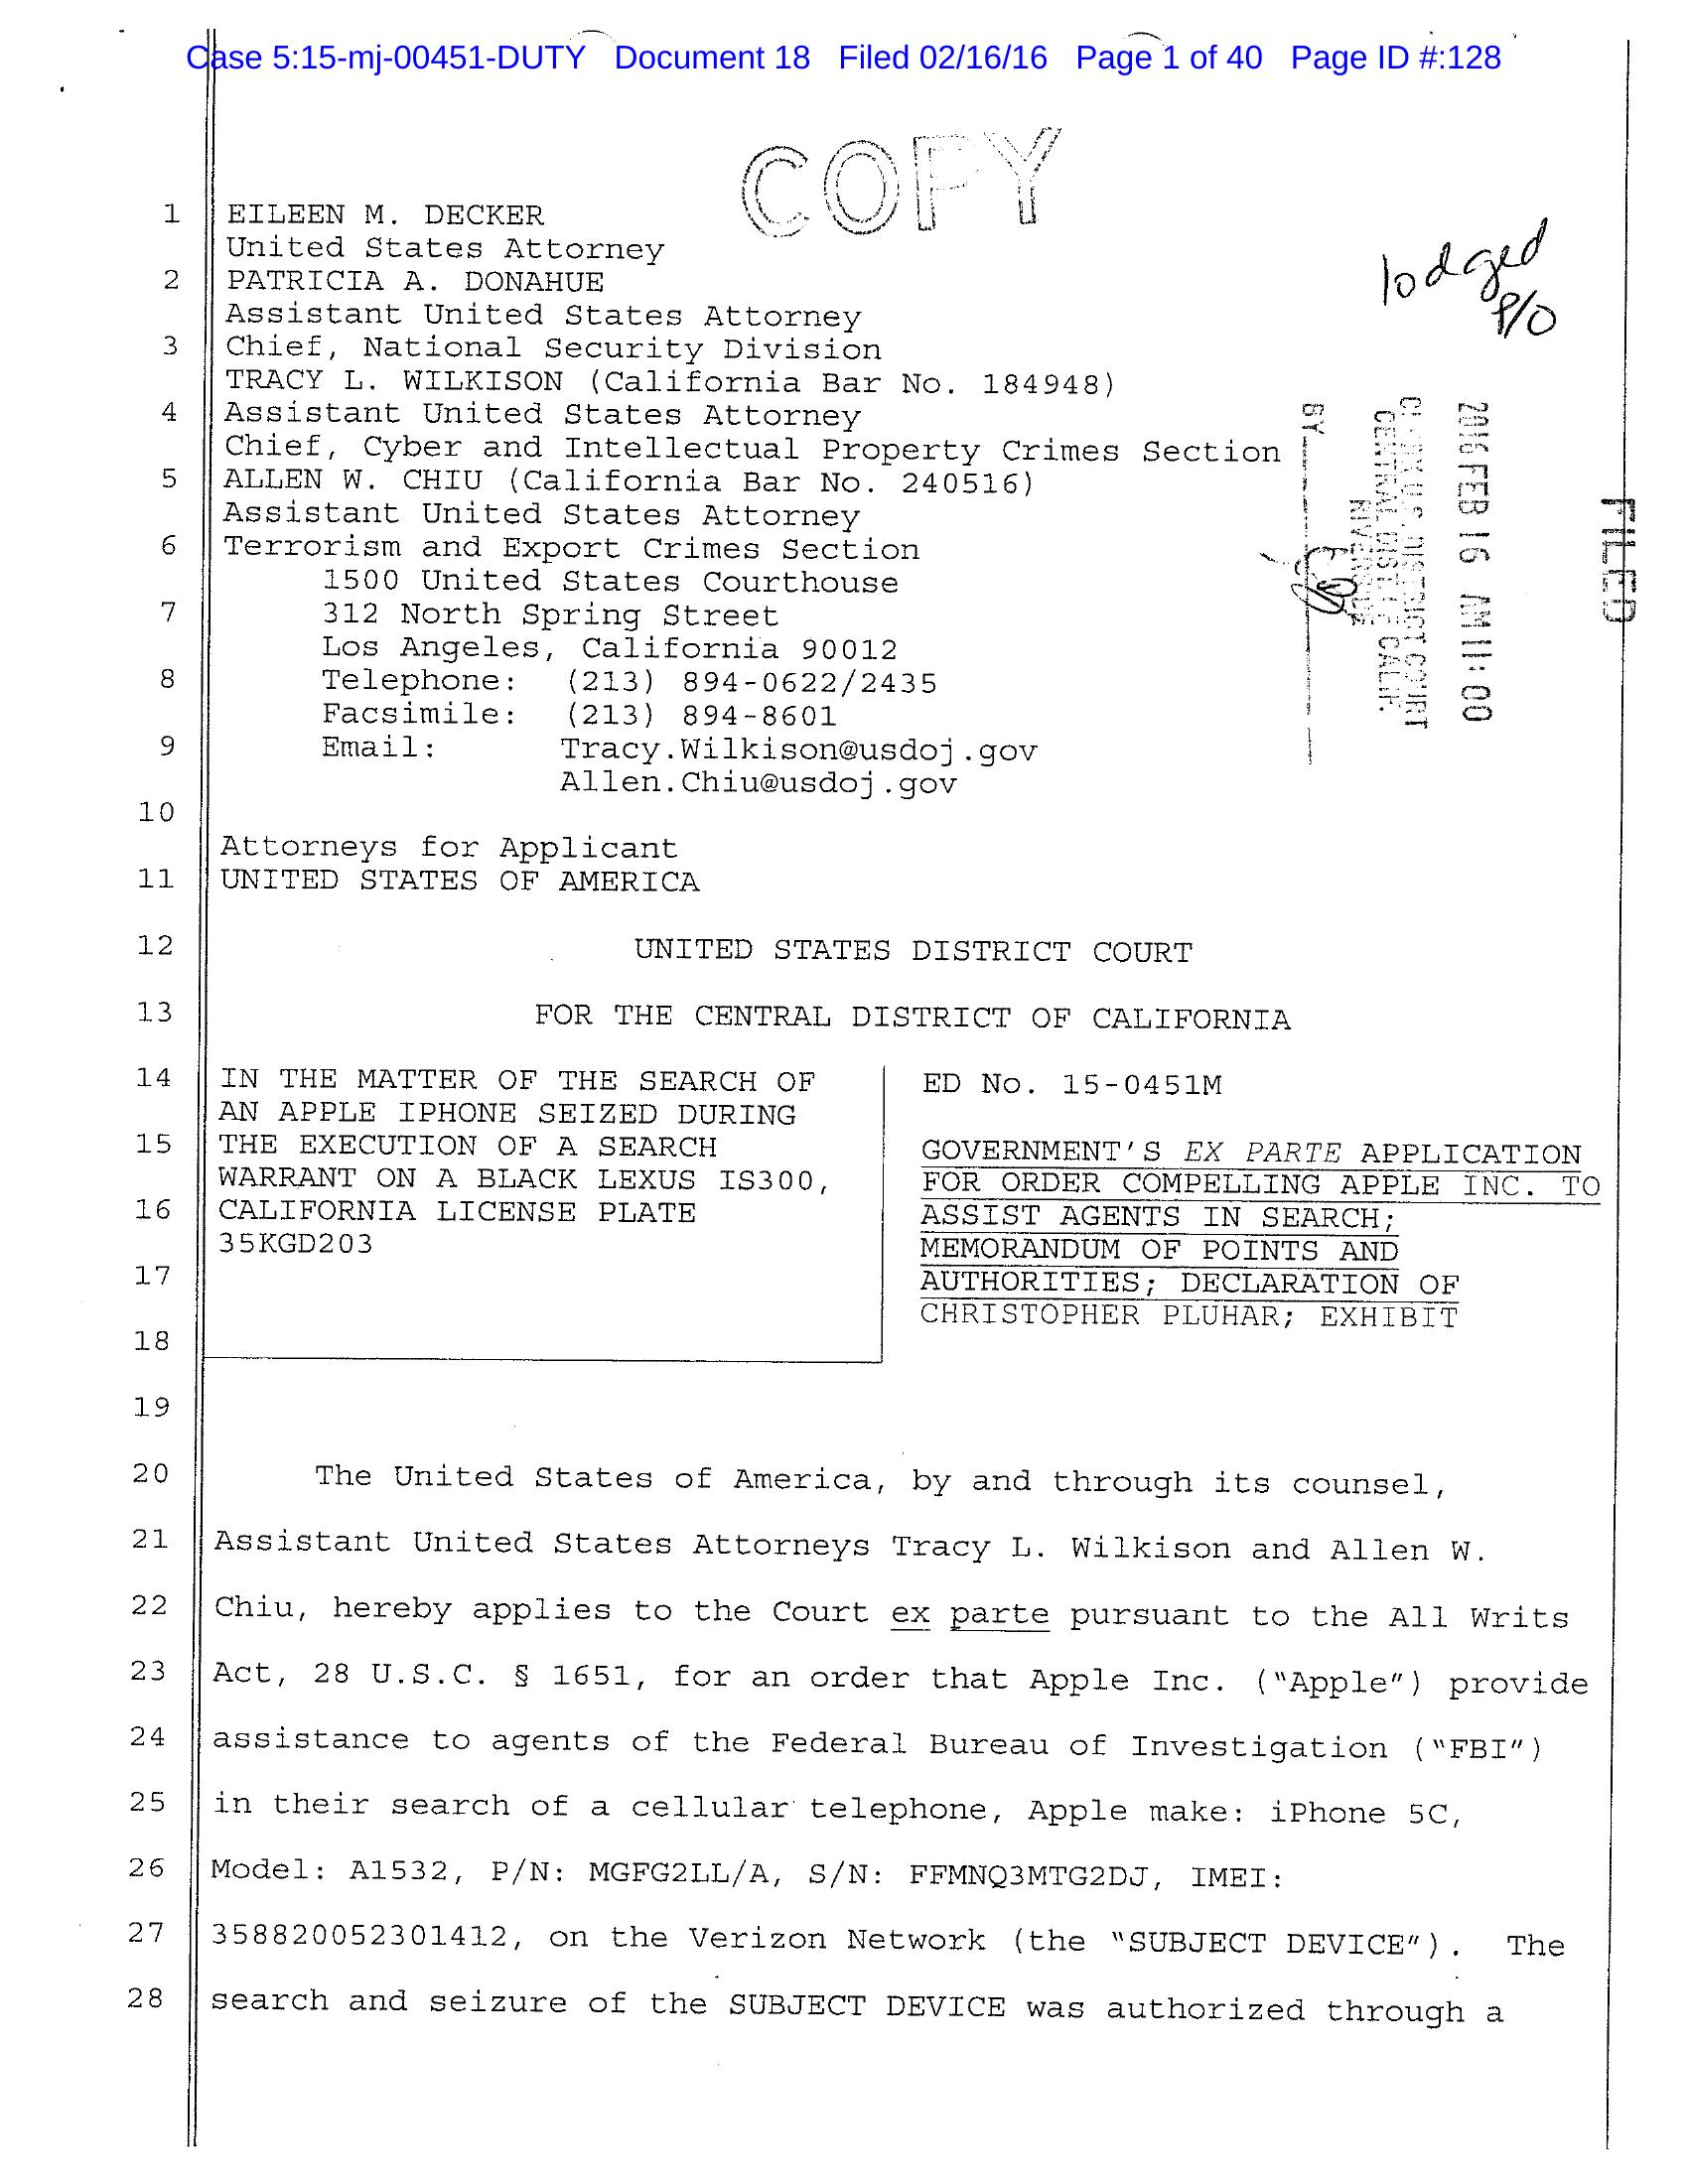 Case 5:15-mj-00451-DUTY Document 18 Filed 02/16/16 Page 1 of 40 Page ID #:128
COPY
lodged
P/O
FILED
2016 FEB 16 AM 11:00
CLERK U.S. DISTRICT COURT
CENTRAL DIST. OF CALIF.
RIVERSIDE
BY
1 EILEEN M. DECKER
United States Attorney
2 PATRICIA A. DONAHUE
Assistant United States Attorney
3 Chief, National Security Division
TRACY L. WILKISON (California Bar No. 184948)
4 Assistant United States Attorney
Chief, Cyber and Intellectual Property Crimes Section
5 ALLEN W. CHIU (California Bar No. 240516)
Assistant United States Attorney
6 Terrorism and Export Crimes Section
1500 United States Courthouse
7 312 North Spring Street
Los Angeles, California 90012
8 Telephone: (213) 894-0622/2435
Facsimile: (213) 894-8601
9 Email: Tracy.Wilkison@usdoj.gov
Allen.Chiu@usdoj.gov
10
Attorneys for Applicant
11 UNITED STATES OF AMERICA
12 UNITED STATES DISTRICT COURT
13 FOR THE CENTRAL DISTRICT OF CALIFORNIA
14 IN THE MATTER OF THE SEARCH OF
AN APPLE IPHONE SEIZED DURING
15 THE EXECUTION OF A SEARCH
WARRANT ON A BLACK LEXUS IS300,
16 CALIFORNIA LICENSE PLATE
35KGD203
17
18
ED No. 15-0451M
GOVERNMENT'S EX PARTE APPLICATION
FOR ORDER COMPELLING APPLE INC. TO
ASSIST AGENTS IN SEARCH;
MEMORANDUM OF POINTS AND
AUTHORITIES; DECLARATION OF
CHRISTOPHER PLUHAR; EXHIBIT
19
20 The United States of America, by and through its counsel,
21 Assistant United States Attorneys Tracy L. Wilkison and Allen W.
22 Chiu, hereby applies to the Court ex parte pursuant to the All Writs
23 Act, 28 U.S.C. § 1651, for an order that Apple Inc. ("Apple") provide
24 assistance to agents of the Federal Bureau of Investigation ("FBI")
25 in their search of a cellular telephone, Apple make: iPhone 5C,
26 Model: A1532, P/N: MGFG2LL/A, S/N: FFMNQ3MTG2DJ, IMEI:
27 358820052301412, on the Verizon Network (the "SUBJECT DEVICE"). The
28 search and seizure of the SUBJECT DEVICE was authorized through a